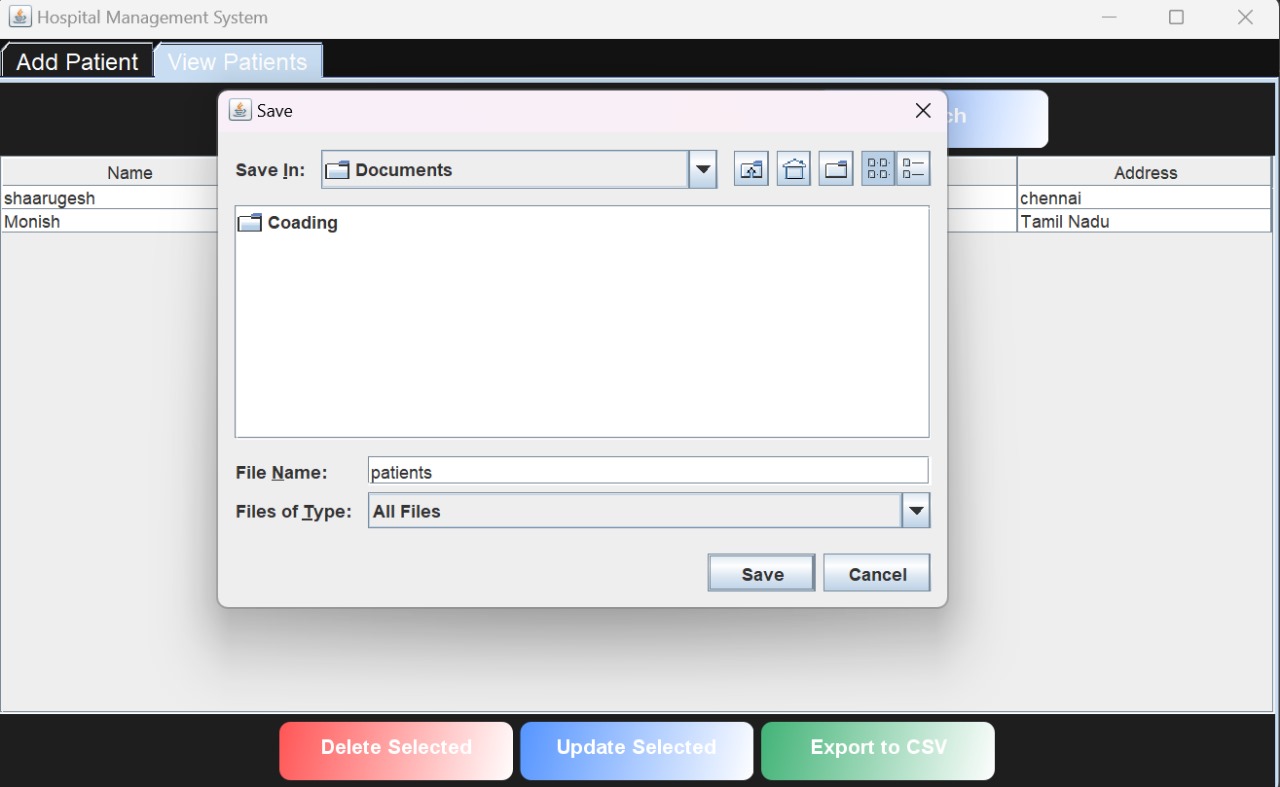 Hospital Management System
Add Patient View Patients
Save
Save In: Documents
Coading
File Name: patients
Files of Type: All Files
Save Cancel
Name Address
shaarugesh chennai
Monish Tamil Nadu
Delete Selected Update Selected Export to CSV